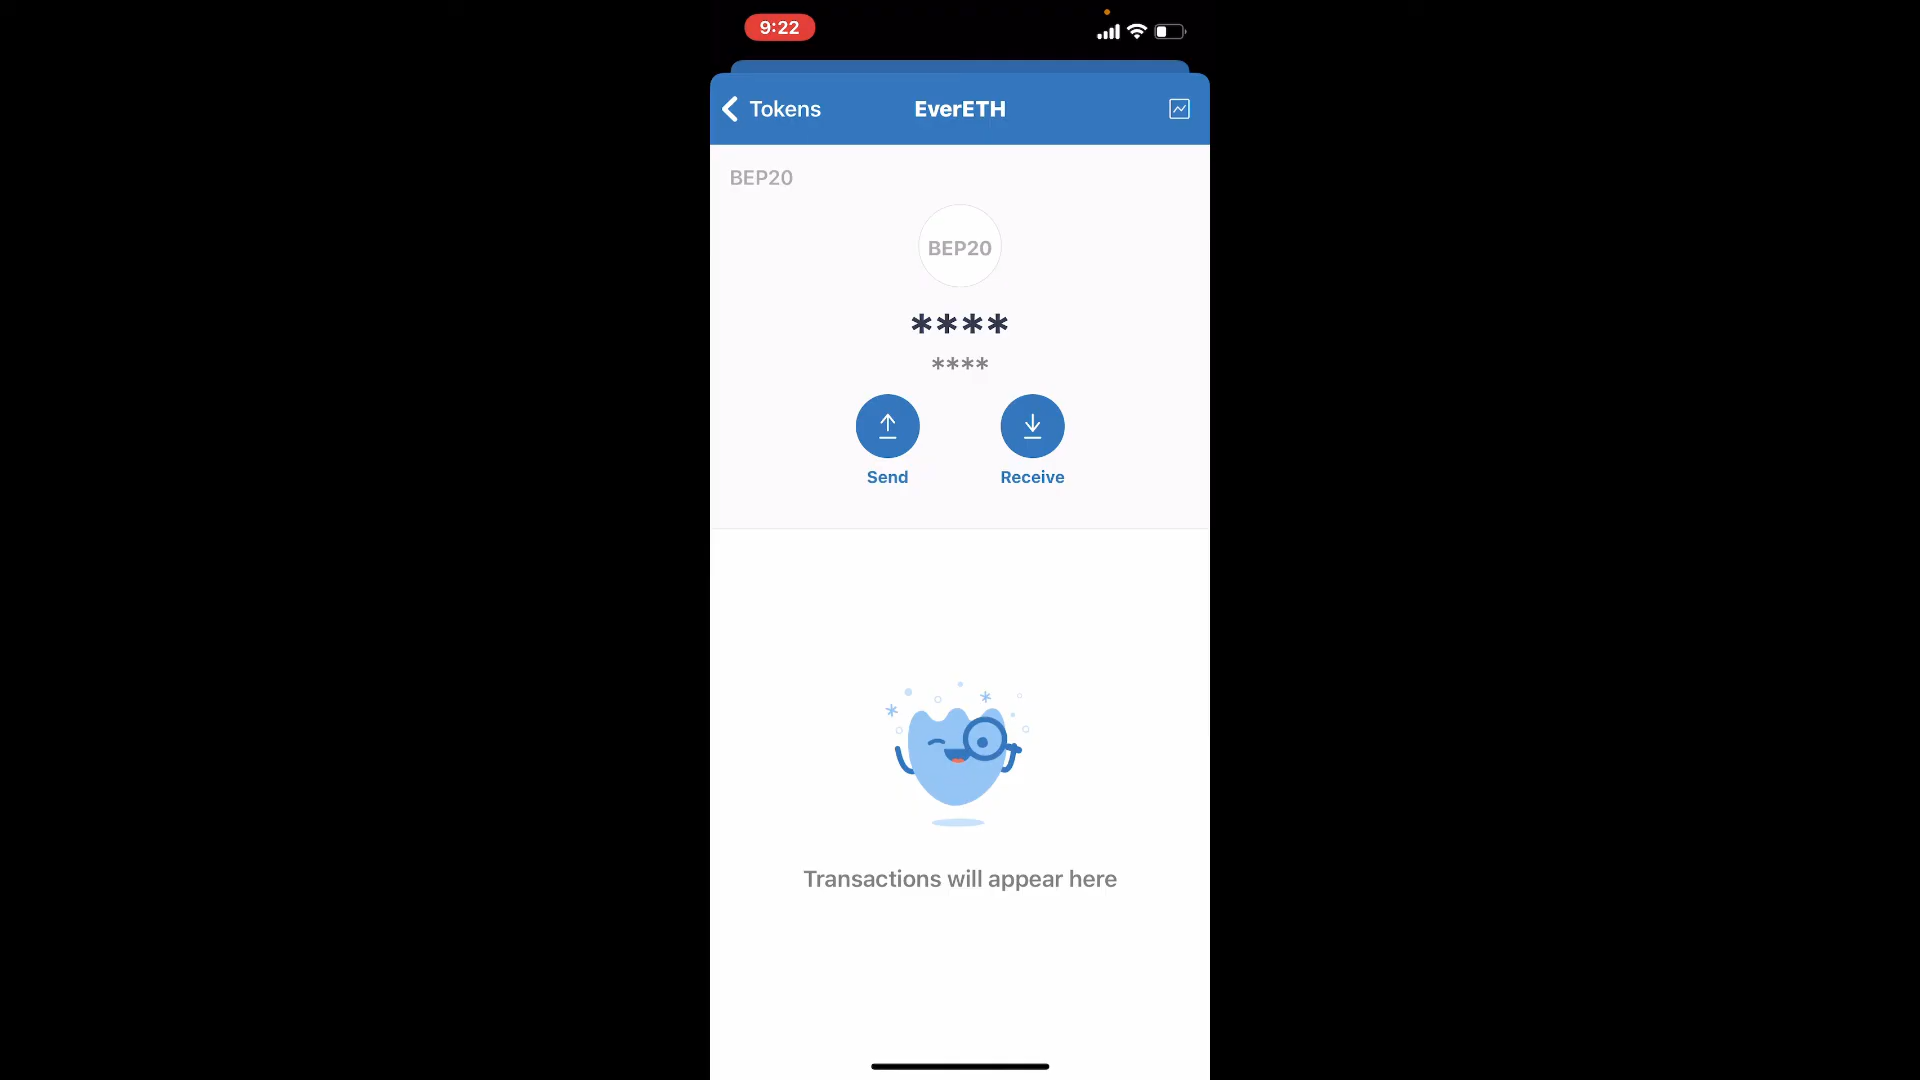 9:22
Tokens
EverETH
BEP20
BEP20
****
****
Send
Receive
Transactions will appear here